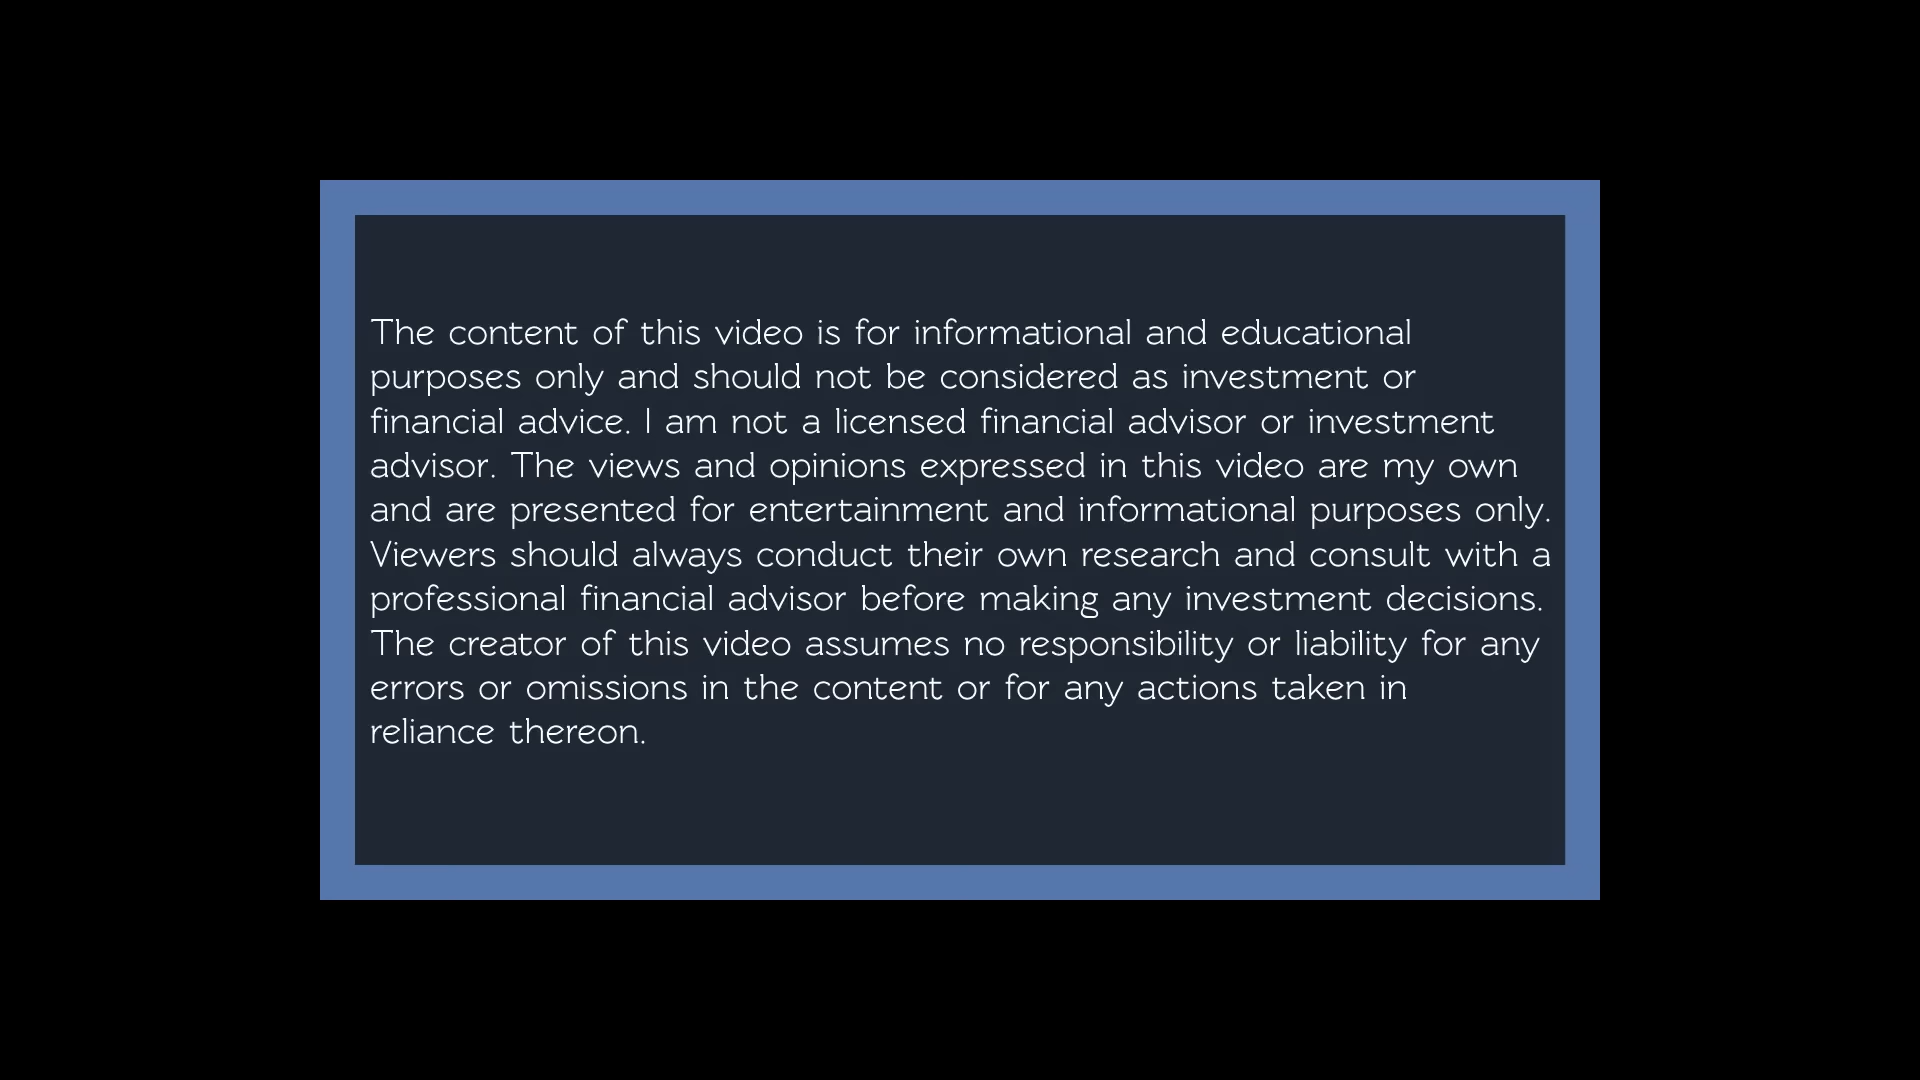 The content of this video is for informational and educational
purposes only and should not be considered as investment or
financial advice. I am not a licensed financial advisor or investment
advisor. The views and opinions expressed in this video are my own
and are presented for entertainment and informational purposes only.
Viewers should always conduct their own research and consult with a
professional financial advisor before making any investment decisions.
The creator of this video assumes no responsibility or liability for any
errors or omissions in the content or for any actions taken in
reliance thereon.